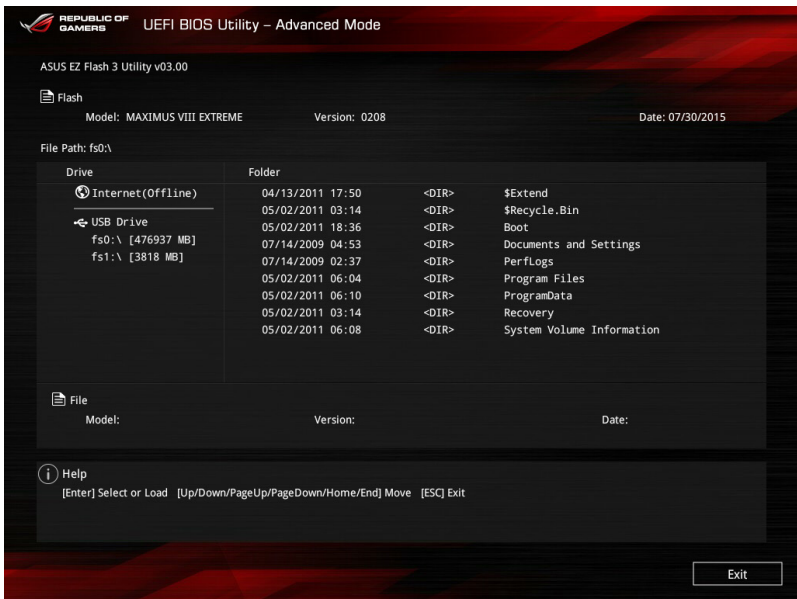 REPUBLIC OF
GAMERS
UEFI BIOS Utility – Advanced Mode
ASUS EZ Flash 3 Utility v03.00
Flash
Model: MAXIMUS VIII EXTREME Version: 0208 Date: 07/30/2015
File Path: fs0:\
Drive Folder
Internet(Offline)
USB Drive
fs0:\ [476937 MB]
fs1:\ [3818 MB]
04/13/2011 17:50 <DIR> $Extend
05/02/2011 03:14 <DIR> $Recycle.Bin
05/02/2011 18:36 <DIR> Boot
07/14/2009 04:53 <DIR> Documents and Settings
07/14/2009 02:37 <DIR> PerfLogs
05/02/2011 06:04 <DIR> Program Files
05/02/2011 06:10 <DIR> ProgramData
05/02/2011 03:14 <DIR> Recovery
05/02/2011 06:08 <DIR> System Volume Information
File
Model: Version: Date:
Help
[Enter] Select or Load [Up/Down/PageUp/PageDown/Home/End] Move [ESC] Exit
Exit